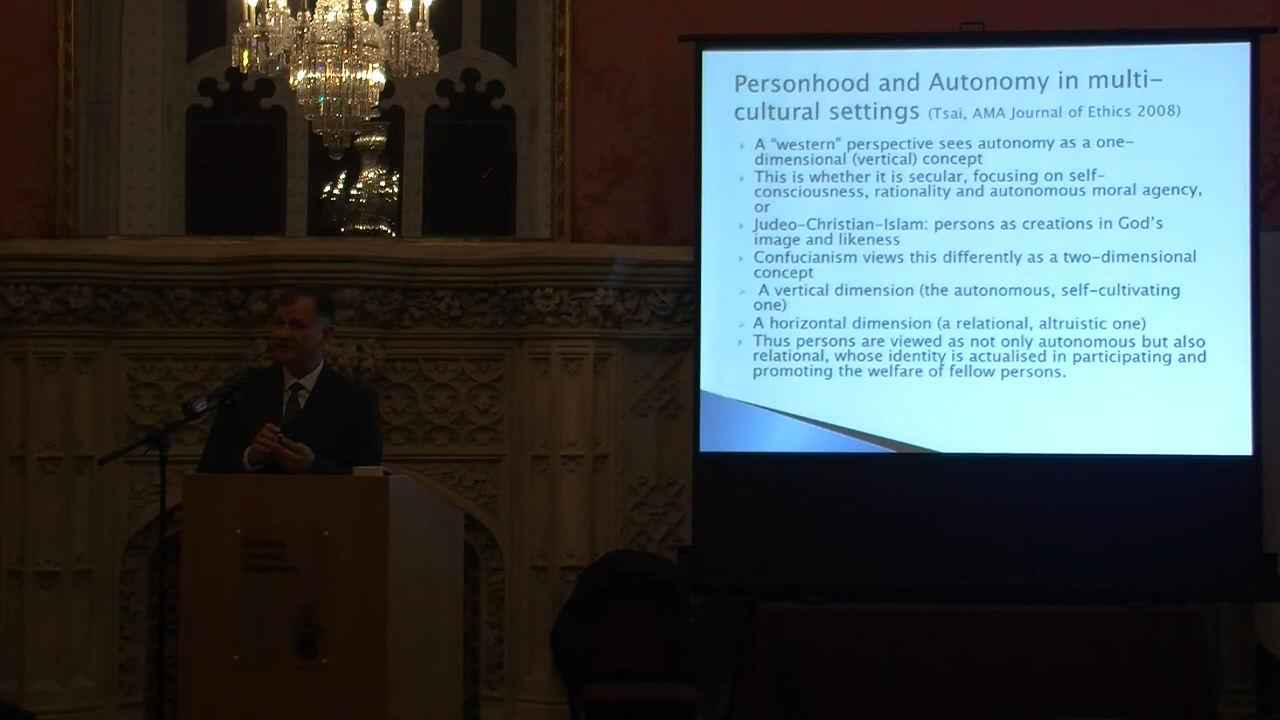 Personhood and Autonomy in multi-
cultural settings (Tsai, AMA Journal of Ethics 2008)
A "western" perspective sees autonomy as a one-
dimensional (vertical) concept
This is whether it is secular, focusing on self-
consciousness, rationality and autonomous moral agency,
or
Judeo-Christian-Islam: persons as creations in God's
image and likeness
Confucianism views this differently as a two-dimensional
concept
A vertical dimension (the autonomous, self-cultivating
one)
A horizontal dimension (a relational, altruistic one)
Thus persons are viewed as not only autonomous but also
relational, whose identity is actualised in participating and
promoting the welfare of fellow persons.